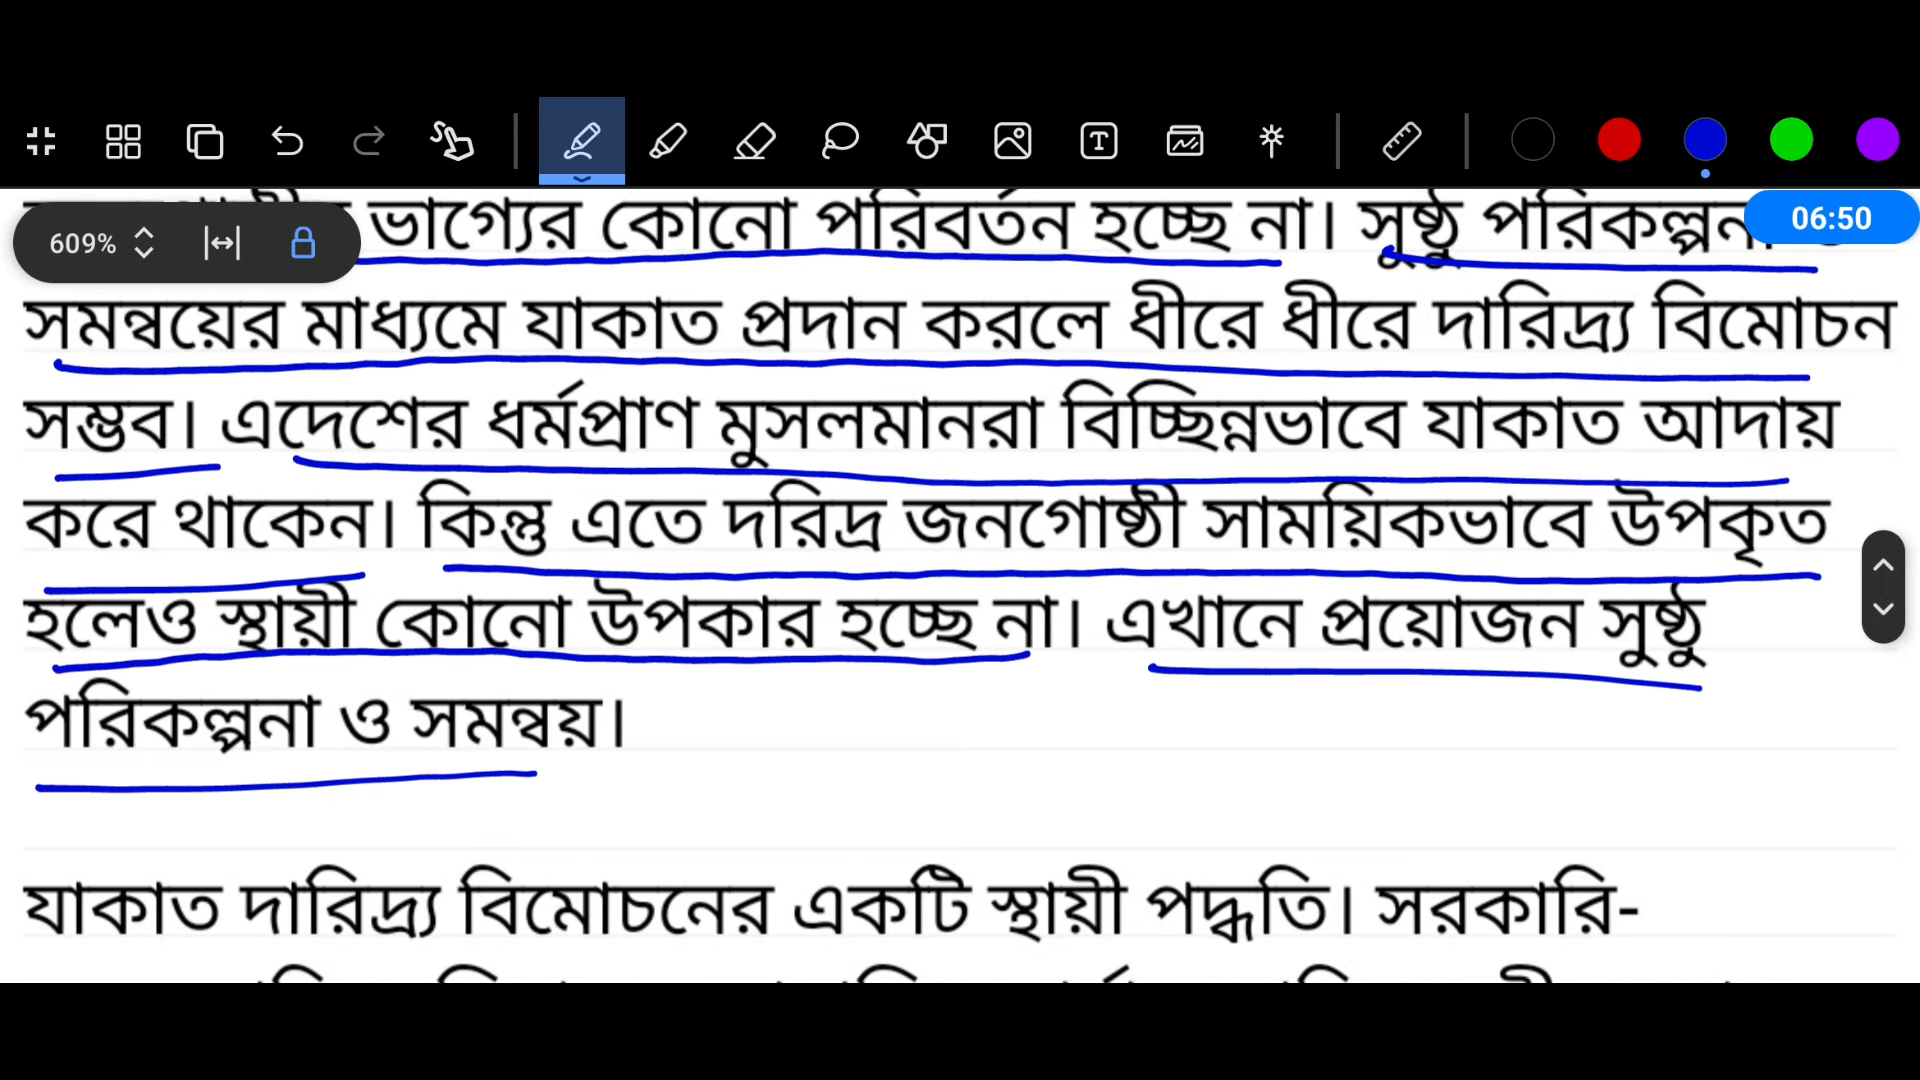 ভাগ্যের কোনো পরিবর্তন হচ্ছে না। সুষ্ঠু পরিকল্পনা
06:50
609%
সমন্বয়ের মাধ্যমে যাকাত প্রদান করলে ধীরে ধীরে দারিদ্র্য বিমোচন
সম্ভব। এদেশের ধর্মপ্রাণ মুসলমানরা বিচ্ছিন্নভাবে যাকাত আদায়
করে থাকেন। কিন্তু এতে দরিদ্র জনগোষ্ঠী সাময়িকভাবে উপকৃত
হলেও স্থায়ী কোনো উপকার হচ্ছে না। এখানে প্রয়োজন সুষ্ঠু
পরিকল্পনা ও সমন্বয়।
যাকাত দারিদ্র্য বিমোচনের একটি স্থায়ী পদ্ধতি। সরকারি-